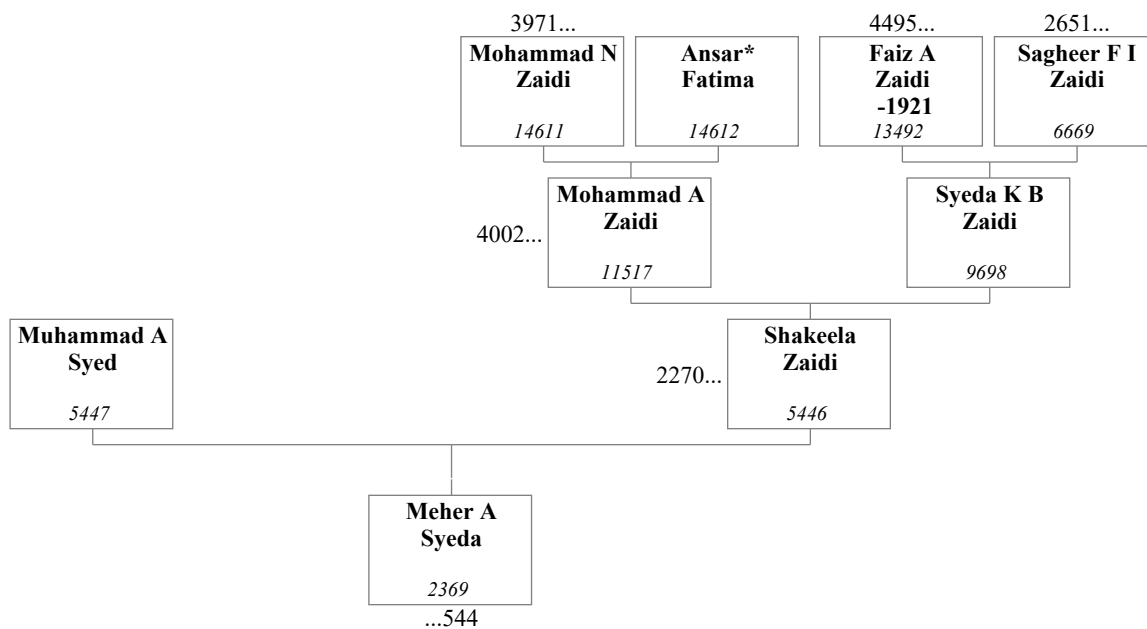 3971...
4495...
2651...
Mohammad N
Zaidi
14611
Ansar*
Fatima
14612
Faiz A
Zaidi
-1921
13492
Sagheer F I
Zaidi
6669
4002...
Mohammad A
Zaidi
11517
Syeda K B
Zaidi
9698
Muhammad A
Syed
5447
2270...
Shakeela
Zaidi
5446
Meher A
Syeda
2369
...544